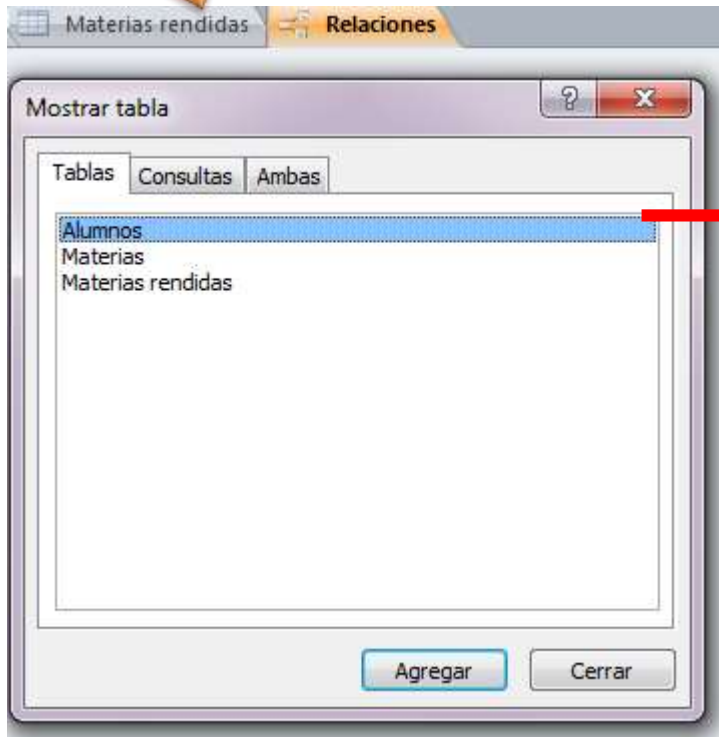 Materias rendidas Relaciones
Mostrar tabla
Tablas Consultas Ambas
Alumnos
Materias
Materias rendidas
Agregar Cerrar